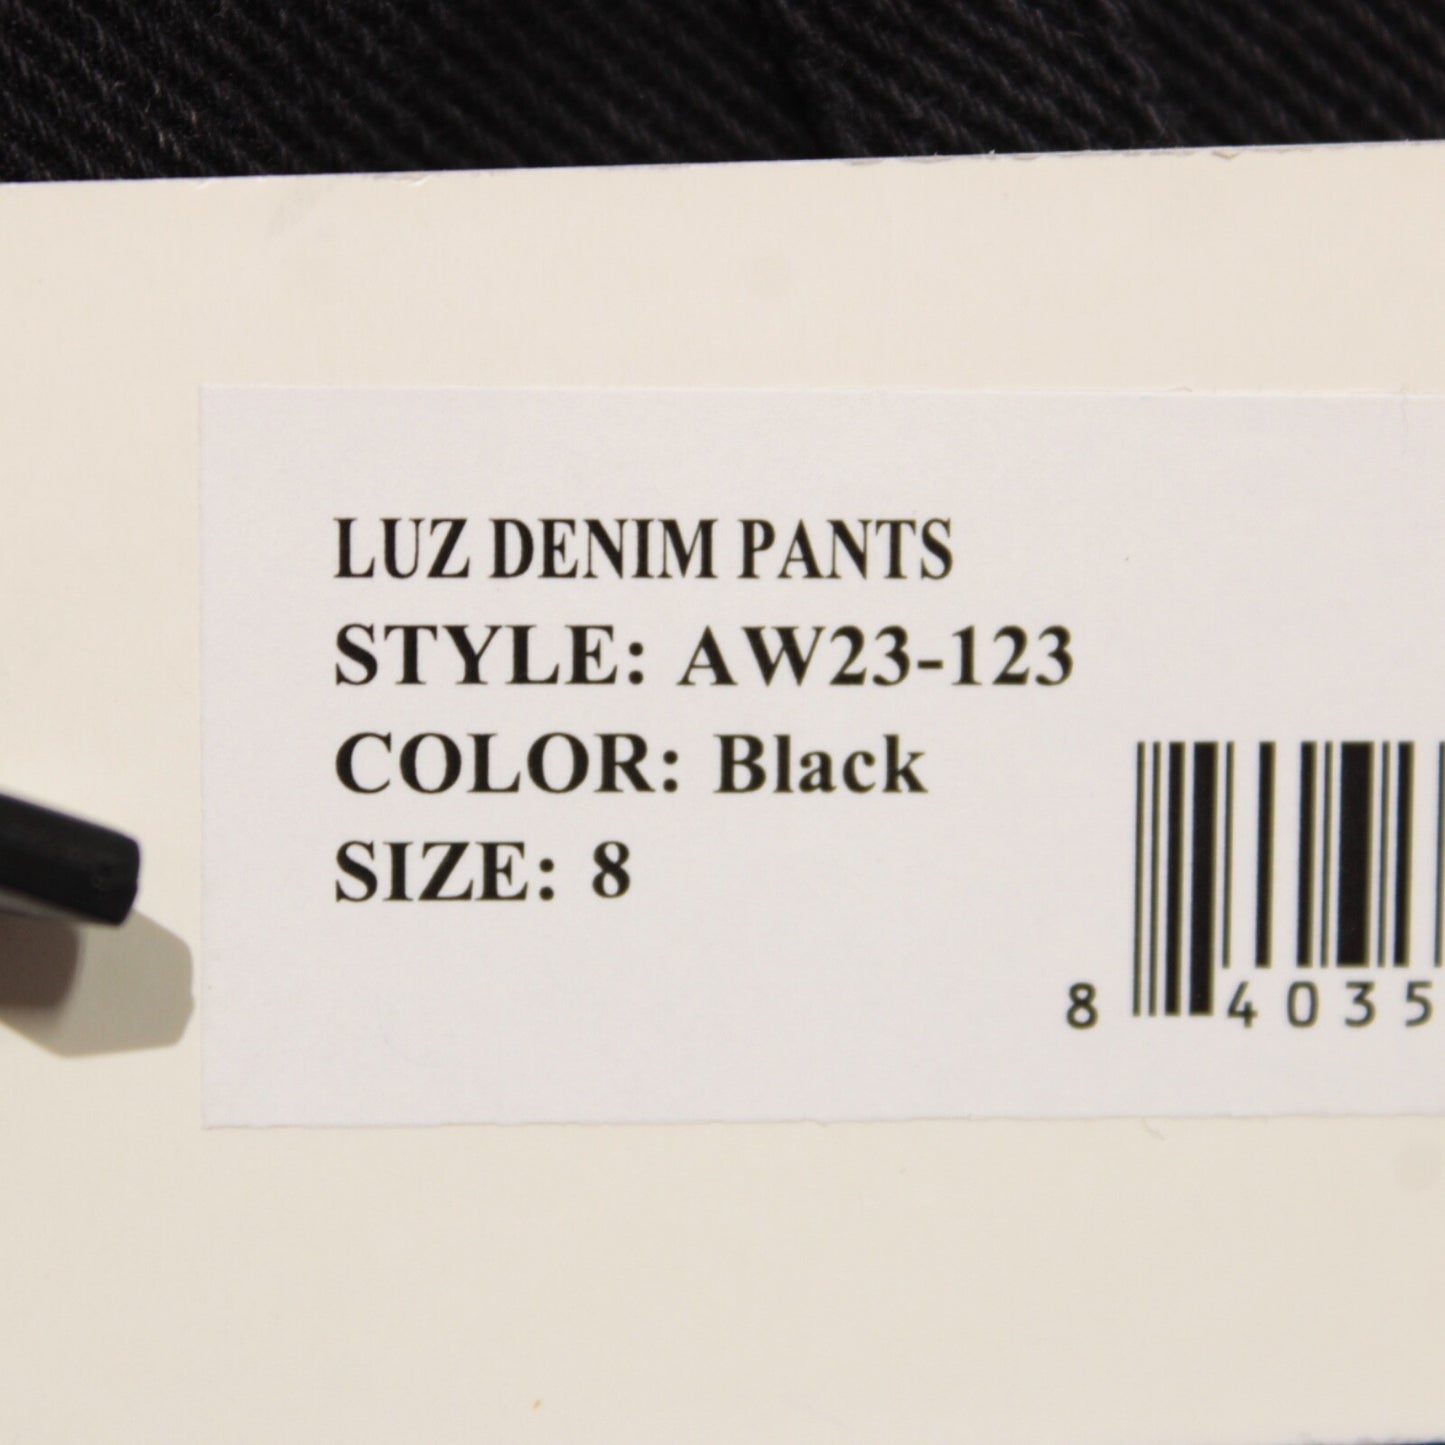 LUZ DENIM PANTS
STYLE: AW23-123
COLOR: Black
SIZE: 8
8 4035